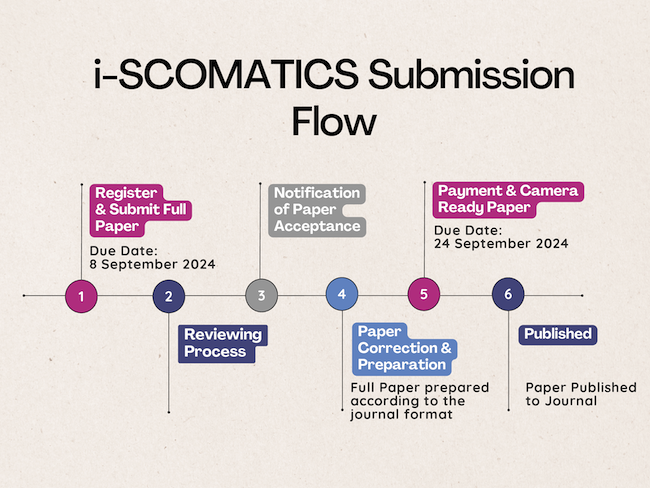 i-SCOMATICS Submission
Flow
Register
& Submit Full
Paper
Due Date:
8 September 2024
Notification
of Paper
Acceptance
Payment & Camera
Ready Paper
Due Date:
24 September 2024
1
2
3
4
5
6
Reviewing
Process
Paper
Correction &
Preparation
Full Paper prepared
according to the
journal format
Published
Paper Published
to Journal